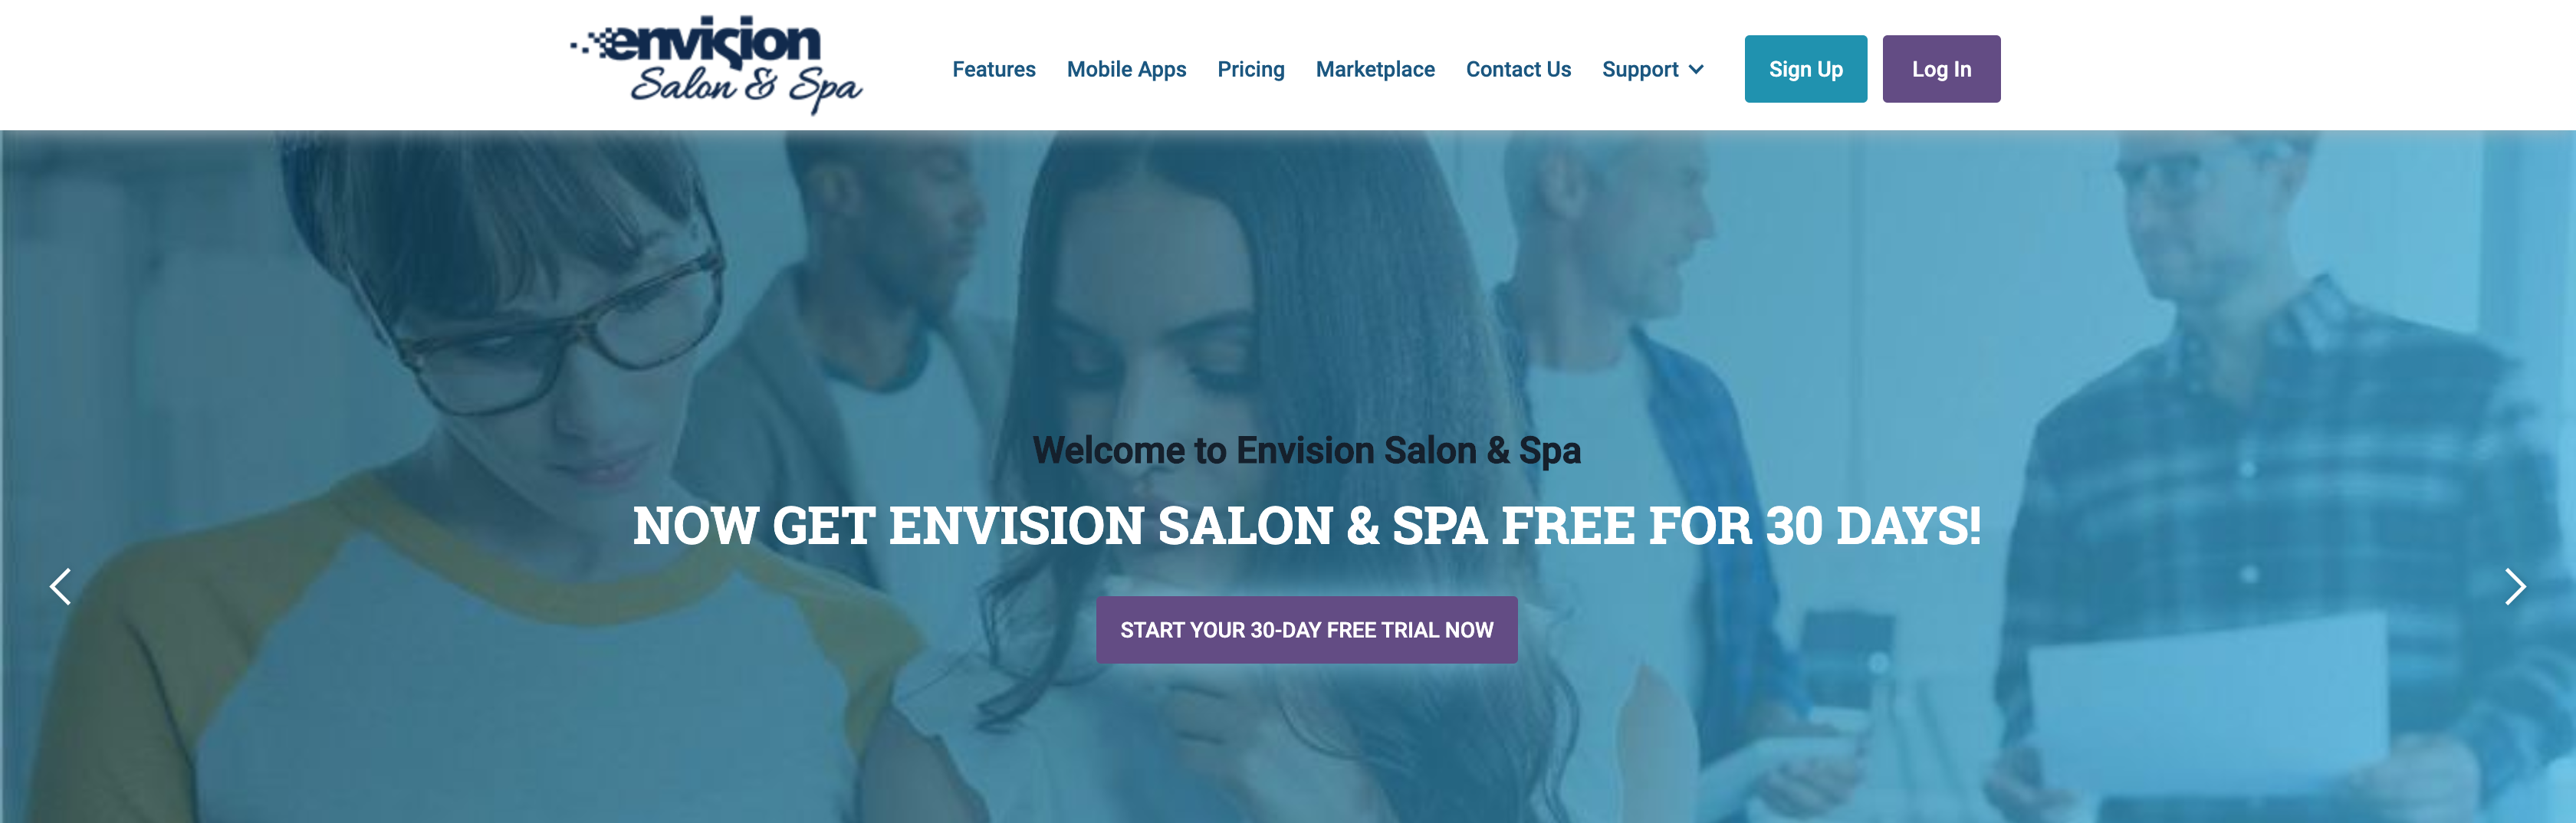 envision
Salon & Spa
Features Mobile Apps Pricing Marketplace Contact Us Support Sign Up Log In
Welcome to Envision Salon & Spa
NOW GET ENVISION SALON & SPA FREE FOR 30 DAYS!
START YOUR 30-DAY FREE TRIAL NOW